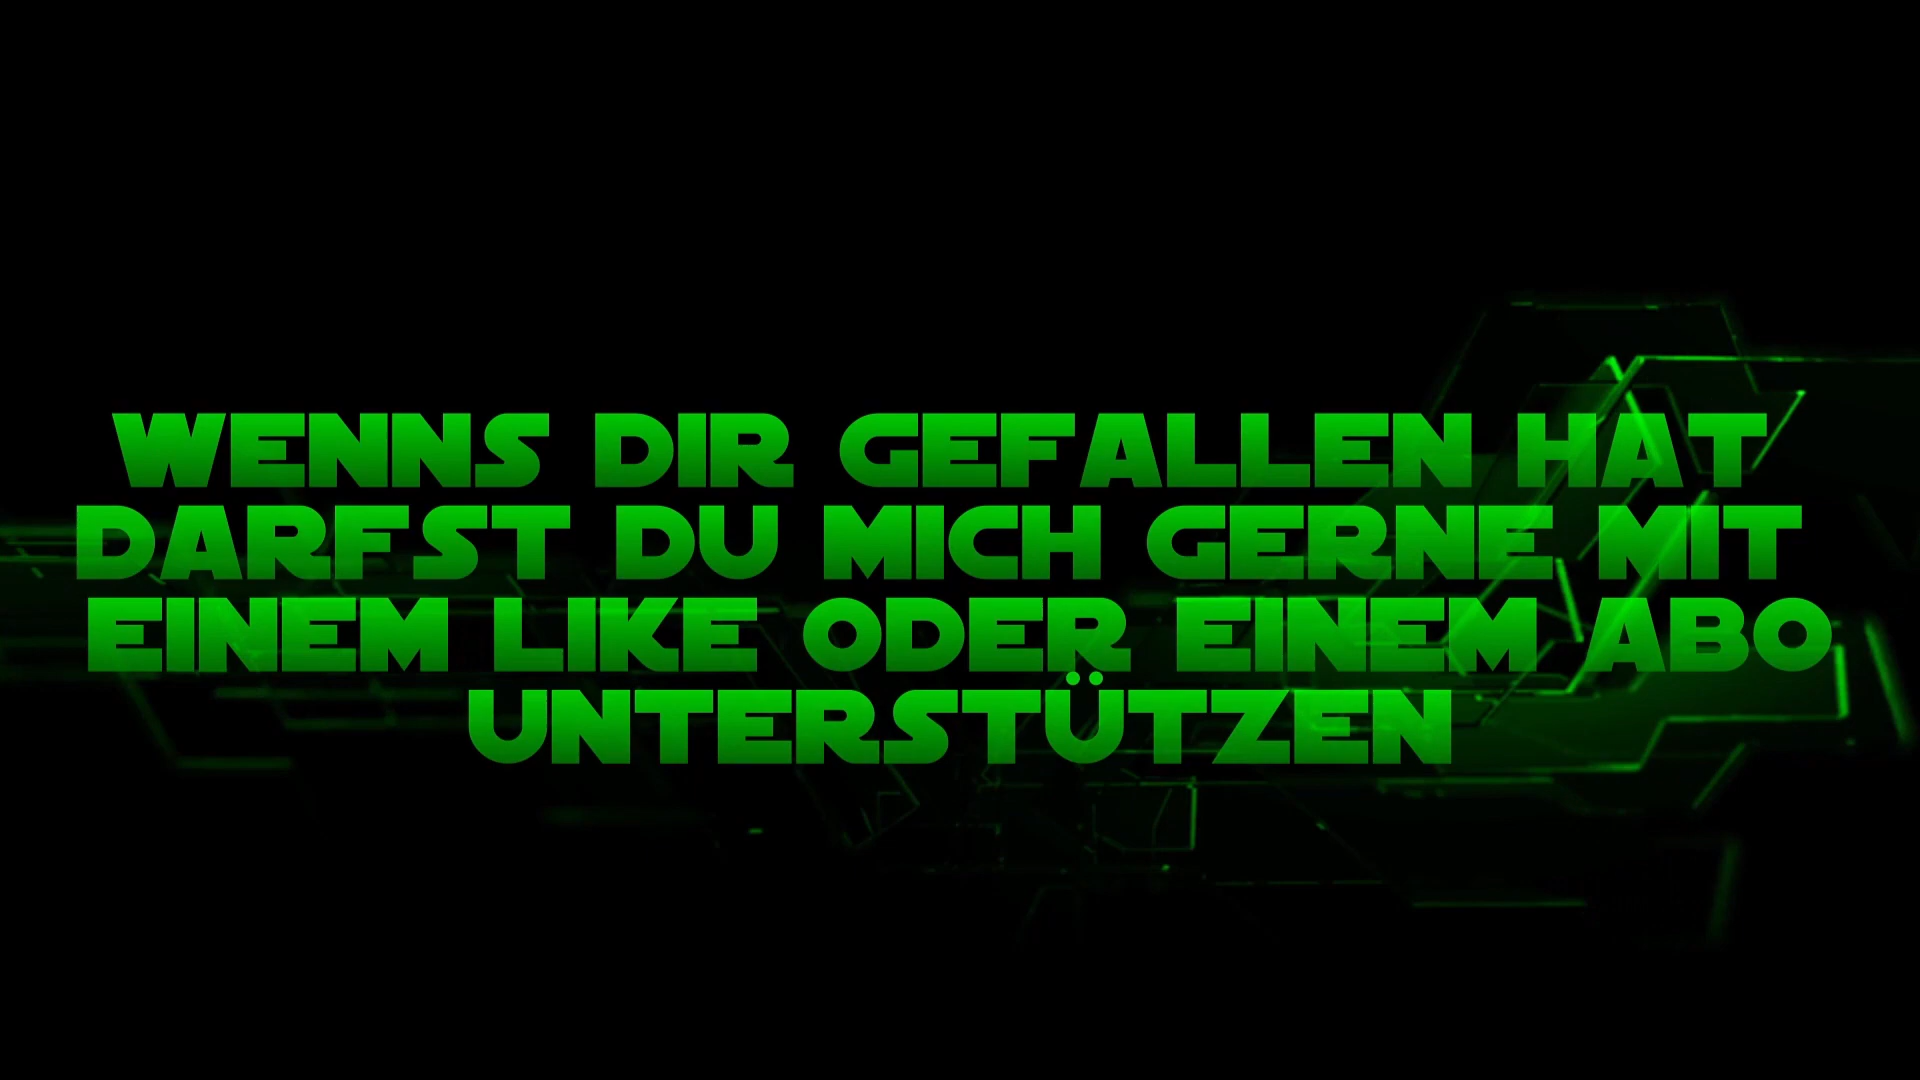 WENNS DIR GEFALLEN HAT
DARFST DU MICH GERNE MIT
EINEM LIKE ODER EINEM ABO
UNTERSTÜTZEN